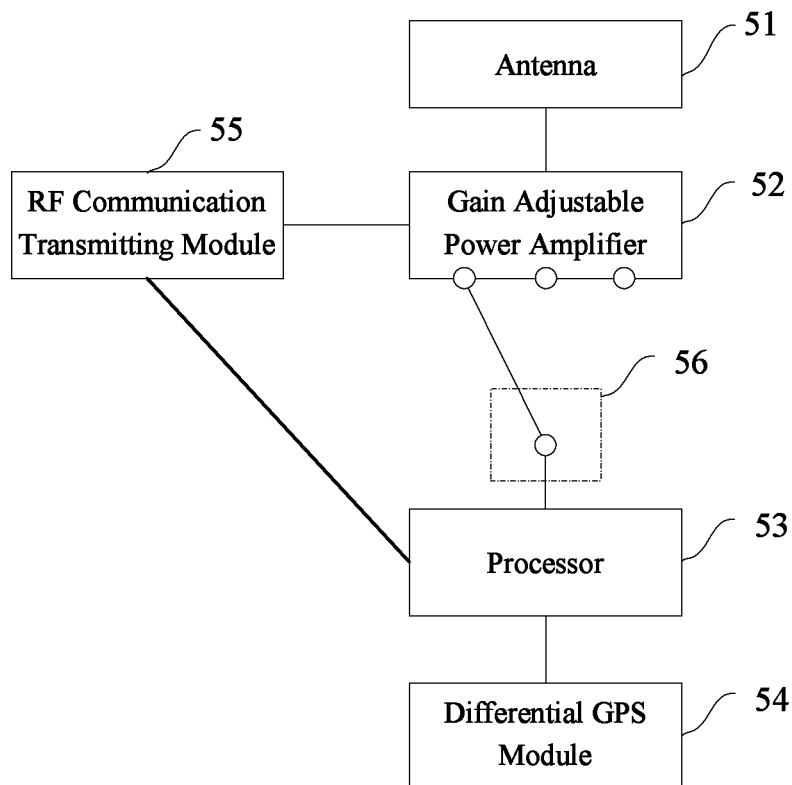 51
Antenna
55
RF Communication
Transmitting Module
52
Gain Adjustable
Power Amplifier
56
53
Processor
54
Differential GPS
Module